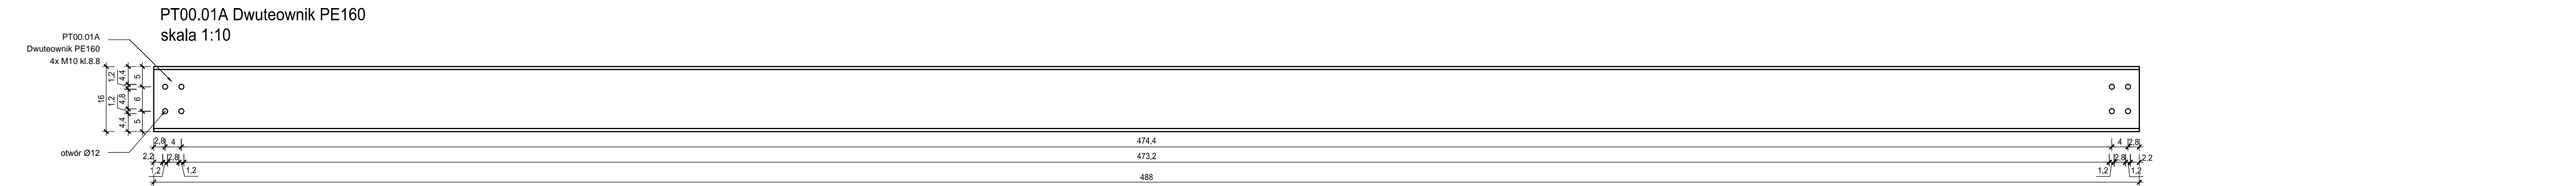 PT00.01A Dwuteownik PE160
skala 1:10
PT00.01A
Dwuteownik PE160
4x M10 kl.8.8
16
1,2
1,2
4,4
4,8
4,4
5
6
5
otwór Ø12
2,8 4 474,4 4 2,8
2,2 2,8 473,2 2,8 2,2
1,2 1,2 1,2 1,2
488